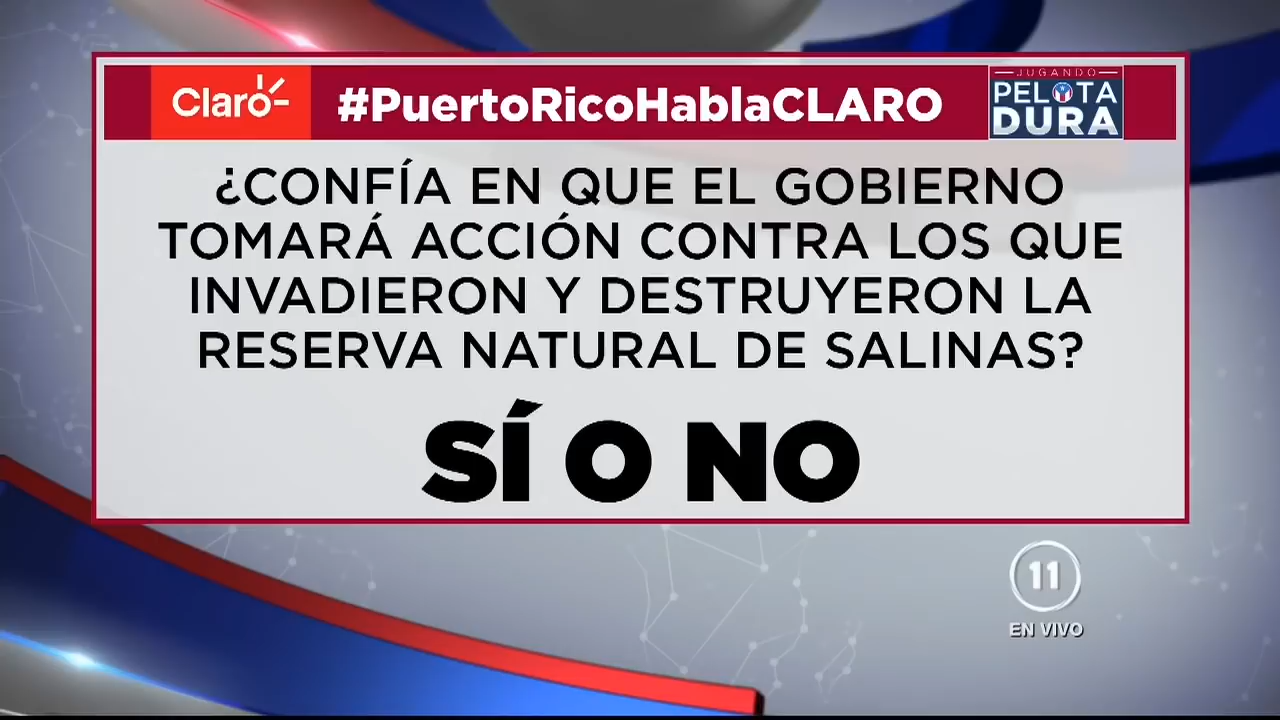 Claro
#PuertoRicoHablaCLARO
JUGANDO
PELOTA
DURA
¿CONFÍA EN QUE EL GOBIERNO
TOMARÁ ACCIÓN CONTRA LOS QUE
INVADIERON Y DESTRUYERON LA
RESERVA NATURAL DE SALINAS?
SÍ O NO
11
EN VIVO